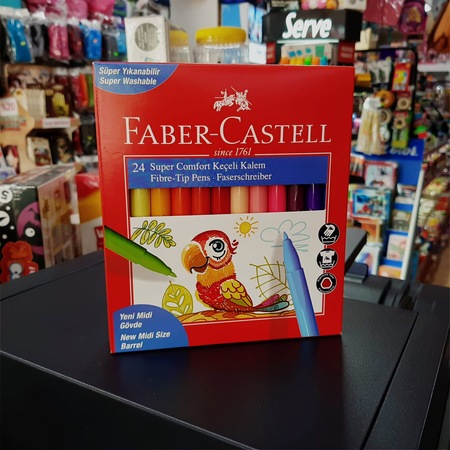 Serve
Süper Yıkanabilir
Super Washable
FABER-CASTELL
since 1761
24 Super Comfort Keçeli Kalem
Fibre-Tip Pens · Faserschreiber
Yeni Midi
Gövde
New Midi Size
Barrel